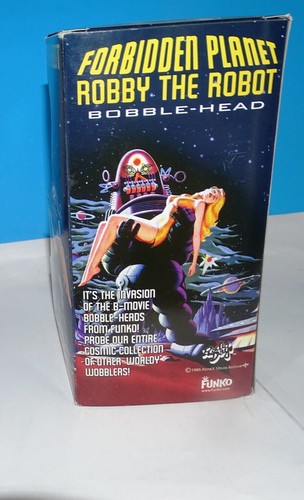 FORBIDDEN PLANET
ROBBY THE ROBOT
BOBBLE-HEAD
IT'S THE INVASION
OF THE B-MOVIE
BOBBLE-HEADS
FROM FUNKO!
PROBE OUR ENTIRE
COSMIC COLLECTION
OF OTHER-WORLDY
WOBBLERS!
FUNKO